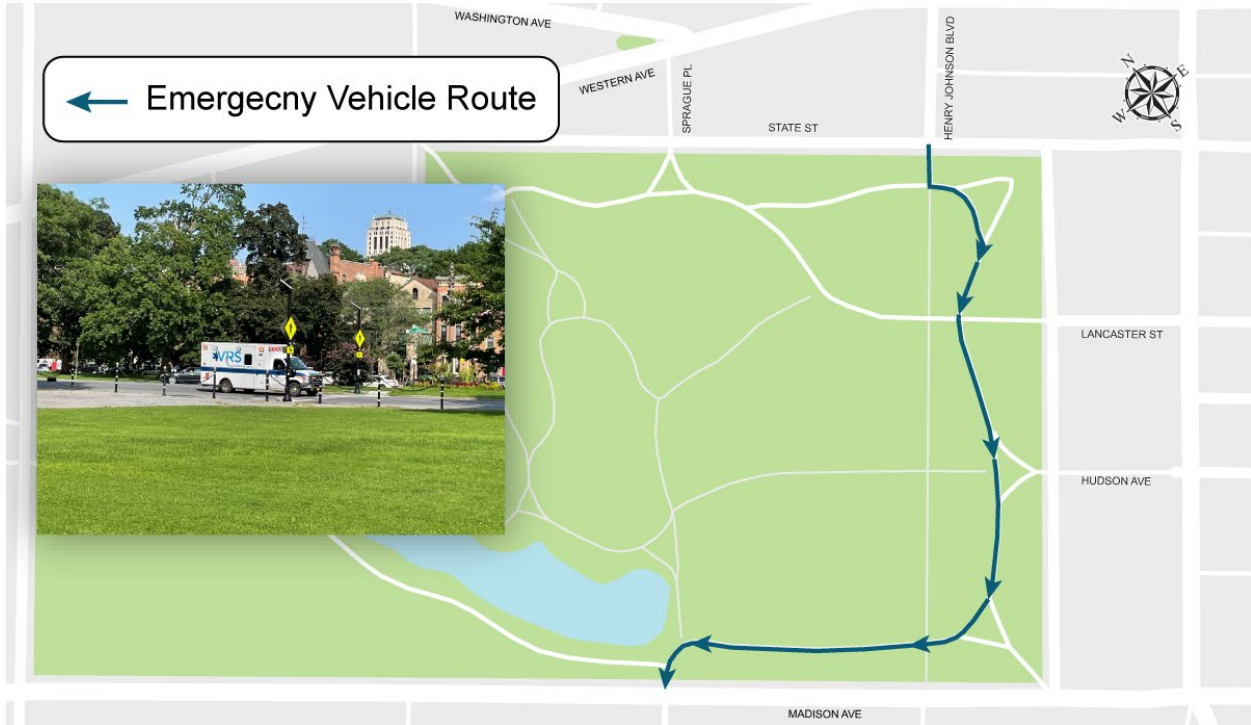 WASHINGTON AVE
WESTERN AVE
SPRAGUE PL
HENRY JOHNSON BLVD
N
E
W
S
Emergecny Vehicle Route
STATE ST
VRS
LANCASTER ST
HUDSON AVE
MADISON AVE